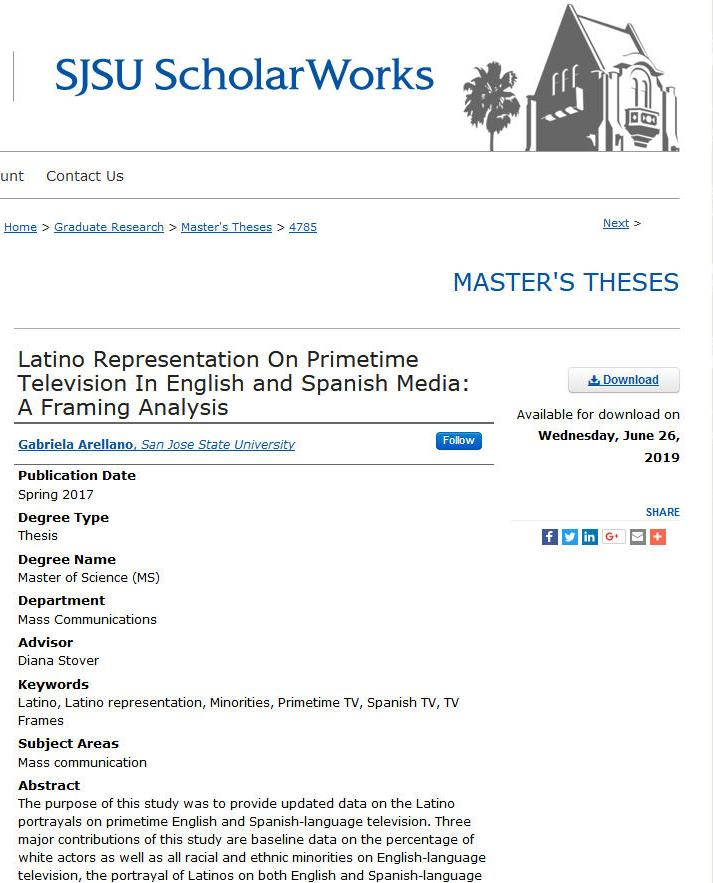 SJSU ScholarWorks
unt Contact Us
Home > Graduate Research > Master's Theses > 4785
Next >
MASTER'S THESES
Latino Representation On Primetime
Television In English and Spanish Media:
A Framing Analysis
Gabriela Arellano, San Jose State University
Follow
Publication Date
Spring 2017
Degree Type
Thesis
Degree Name
Master of Science (MS)
Department
Mass Communications
Advisor
Diana Stover
Keywords
Latino, Latino representation, Minorities, Primetime TV, Spanish TV, TV
Frames
Subject Areas
Mass communication
Abstract
The purpose of this study was to provide updated data on the Latino
portrayals on primetime English and Spanish-language television. Three
major contributions of this study are baseline data on the percentage of
white actors as well as all racial and ethnic minorities on English-language
television, the portrayal of Latinos on both English and Spanish-language
Download
Available for download on
Wednesday, June 26,
2019
SHARE
f in G+ +